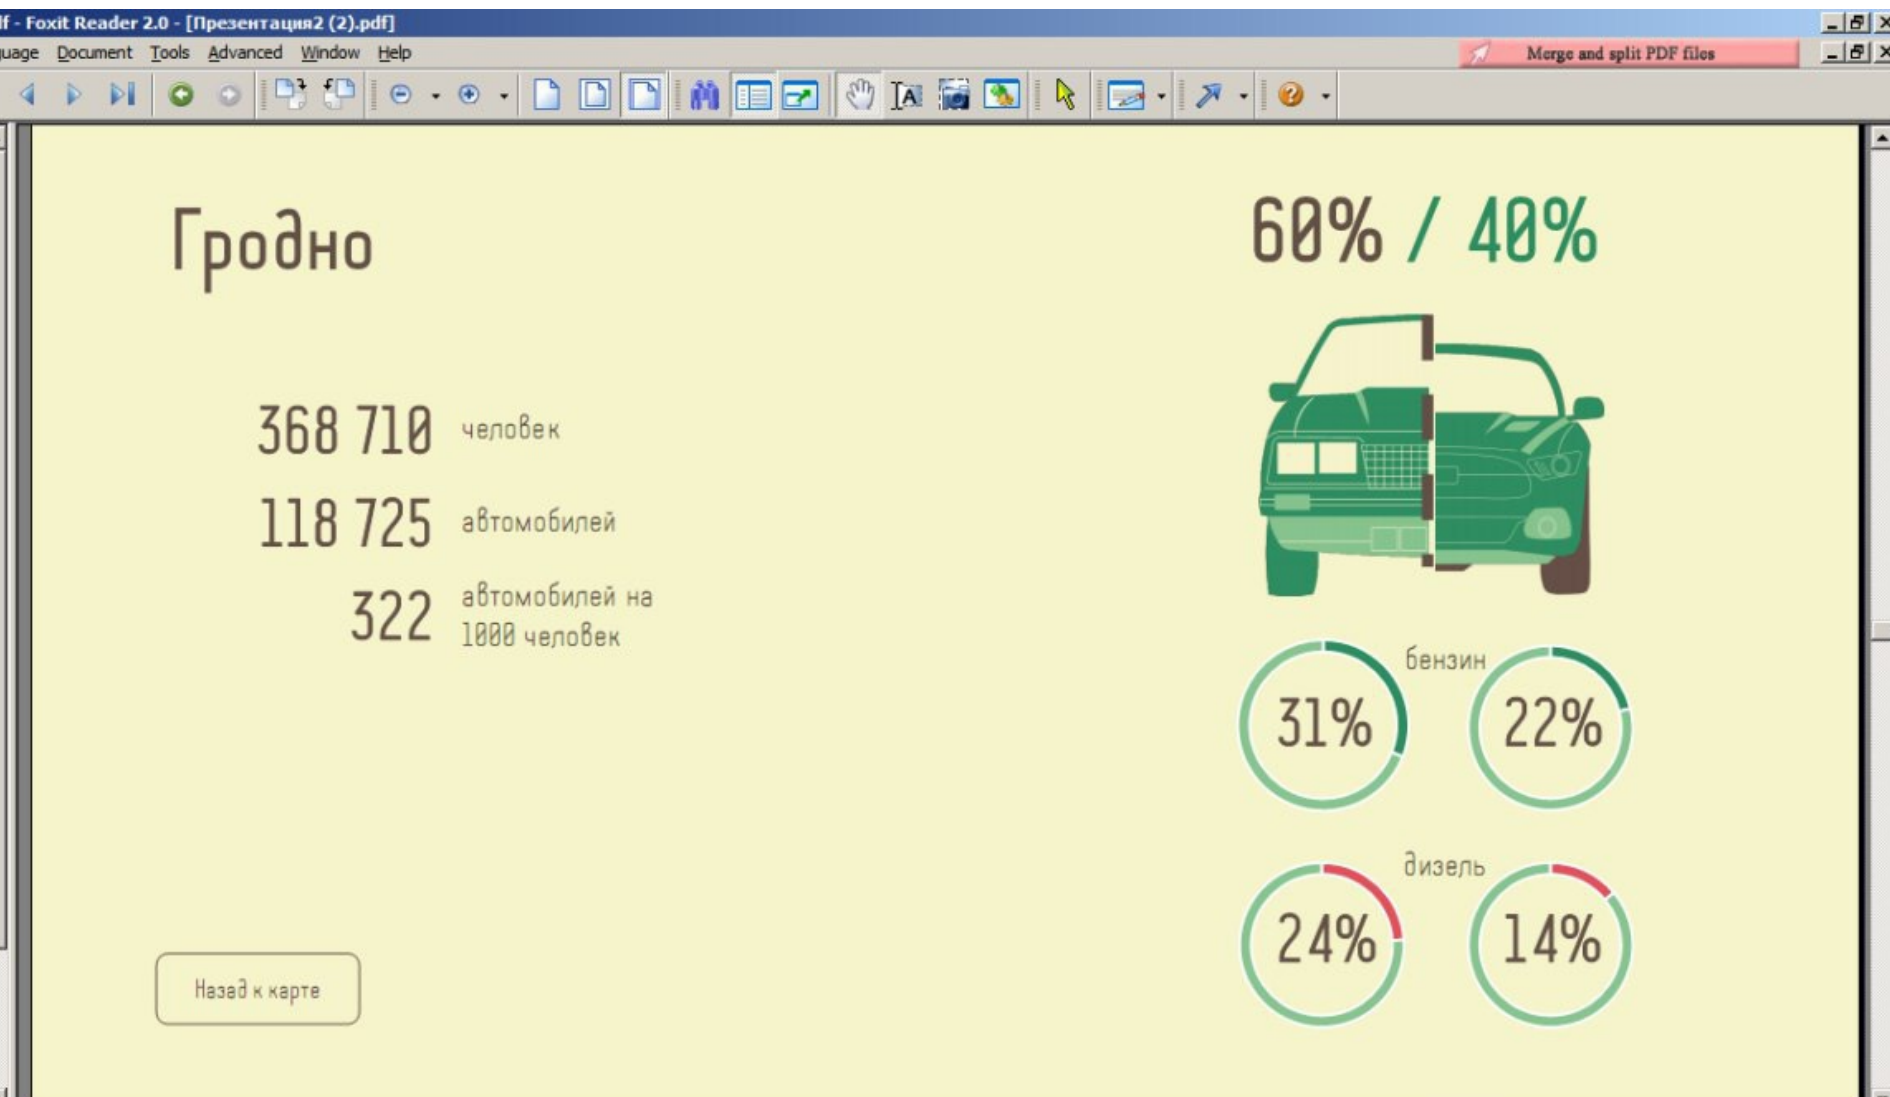 df - Foxit Reader 2.0 - [Презентация2 (2).pdf]
Document Tools Advanced Window Help
Merge and split PDF files
Гродно
60% / 40%
368 710 человек
118 725 автомобилей
322 автомобилей на
1000 человек
бензин
31% 22%
дизель
24% 14%
Назад к карте